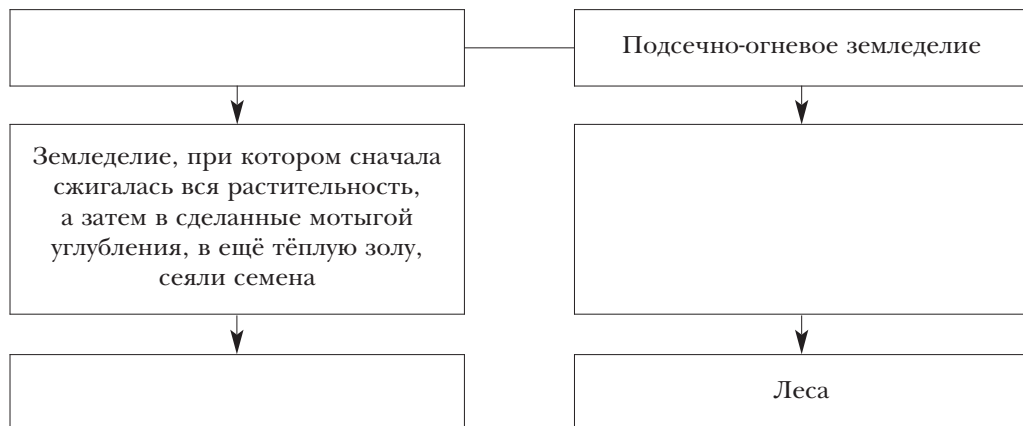 Подсечно-огневое земледелие
Земледелие, при котором сначала
сжигалась вся растительность,
а затем в сделанные мотыгой
углубления, в ещё тёплую золу,
сеяли семена
Леса